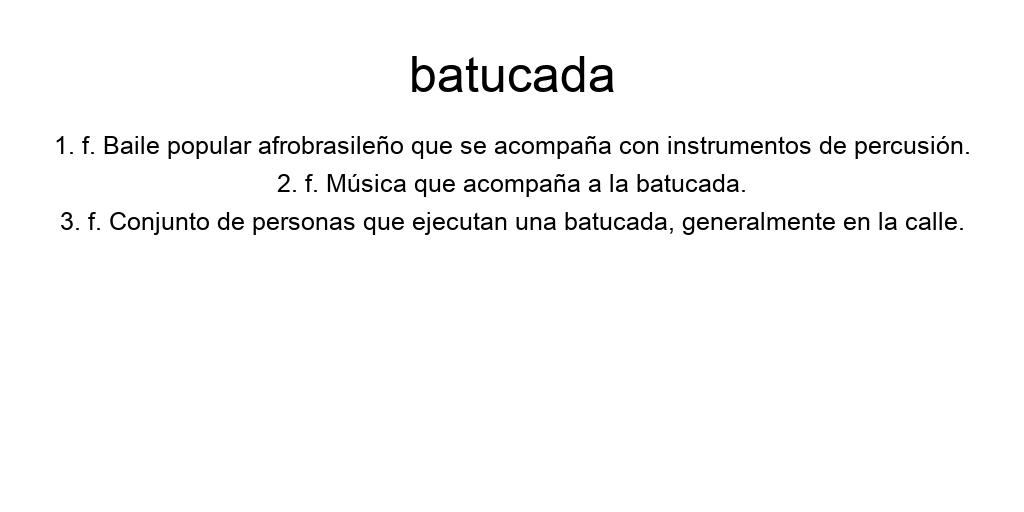 batucada
1. f. Baile popular afrobrasileño que se acompaña con instrumentos de percusión.
2. f. Música que acompaña a la batucada.
3. f. Conjunto de personas que ejecutan una batucada, generalmente en la calle.